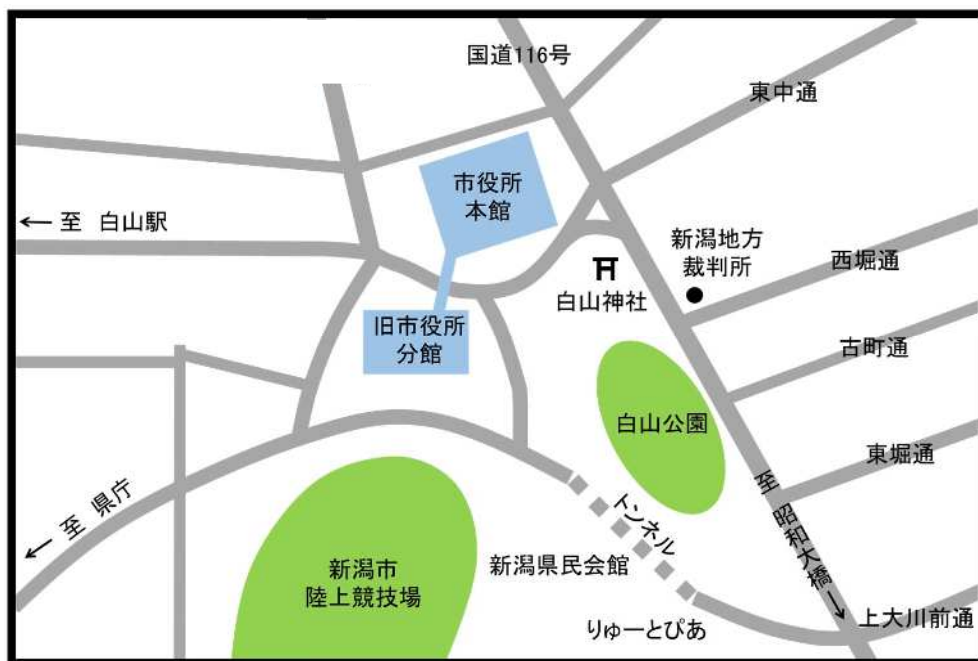 国道116号
東中通
市役所
本館
← 至 白山駅
新潟地方
裁判所
西堀通
白山神社
旧市役所
分館
古町通
白山公園
東堀通
← 至 県庁
トンネル
至 昭和大橋 →
新潟県民会館
新潟市
陸上競技場
りゅーとぴあ
上大川前通